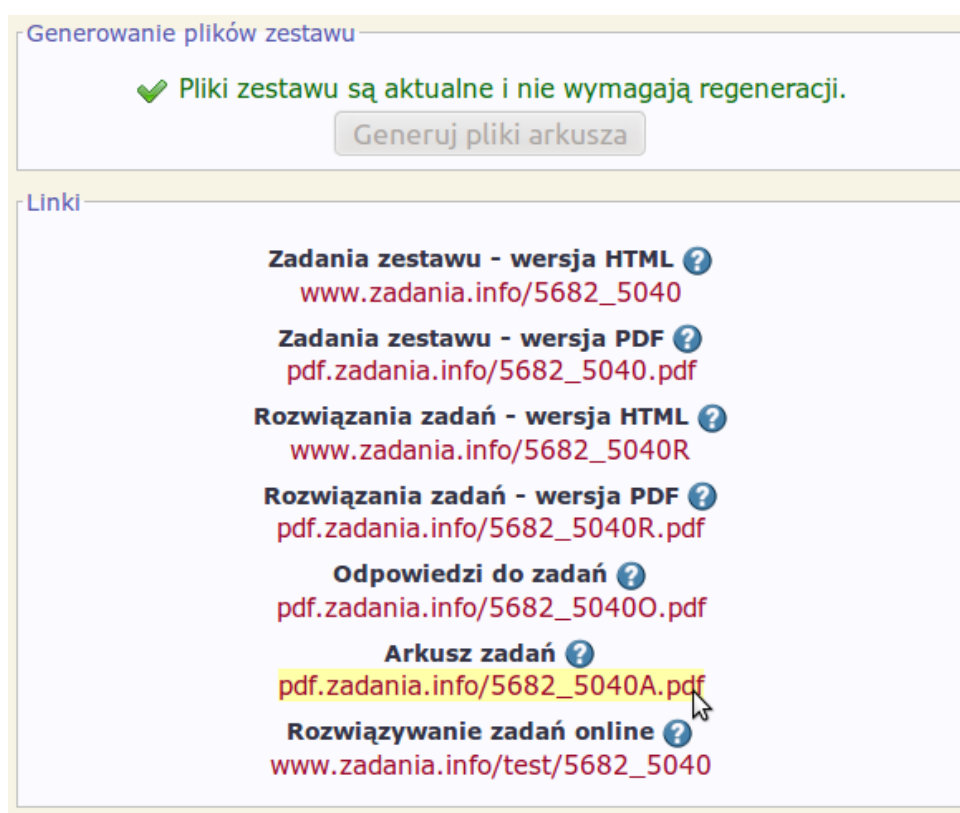 Generowanie plików zestawu
Pliki zestawu są aktualne i nie wymagają regeneracji.
Generuj pliki arkusza
Linki
Zadania zestawu - wersja HTML ?
www.zadania.info/5682_5040
Zadania zestawu - wersja PDF ?
pdf.zadania.info/5682_5040.pdf
Rozwiązania zadań - wersja HTML ?
www.zadania.info/5682_5040R
Rozwiązania zadań - wersja PDF ?
pdf.zadania.info/5682_5040R.pdf
Odpowiedzi do zadań ?
pdf.zadania.info/5682_5040O.pdf
Arkusz zadań ?
pdf.zadania.info/5682_5040A.pdf
Rozwiązywanie zadań online ?
www.zadania.info/test/5682_5040